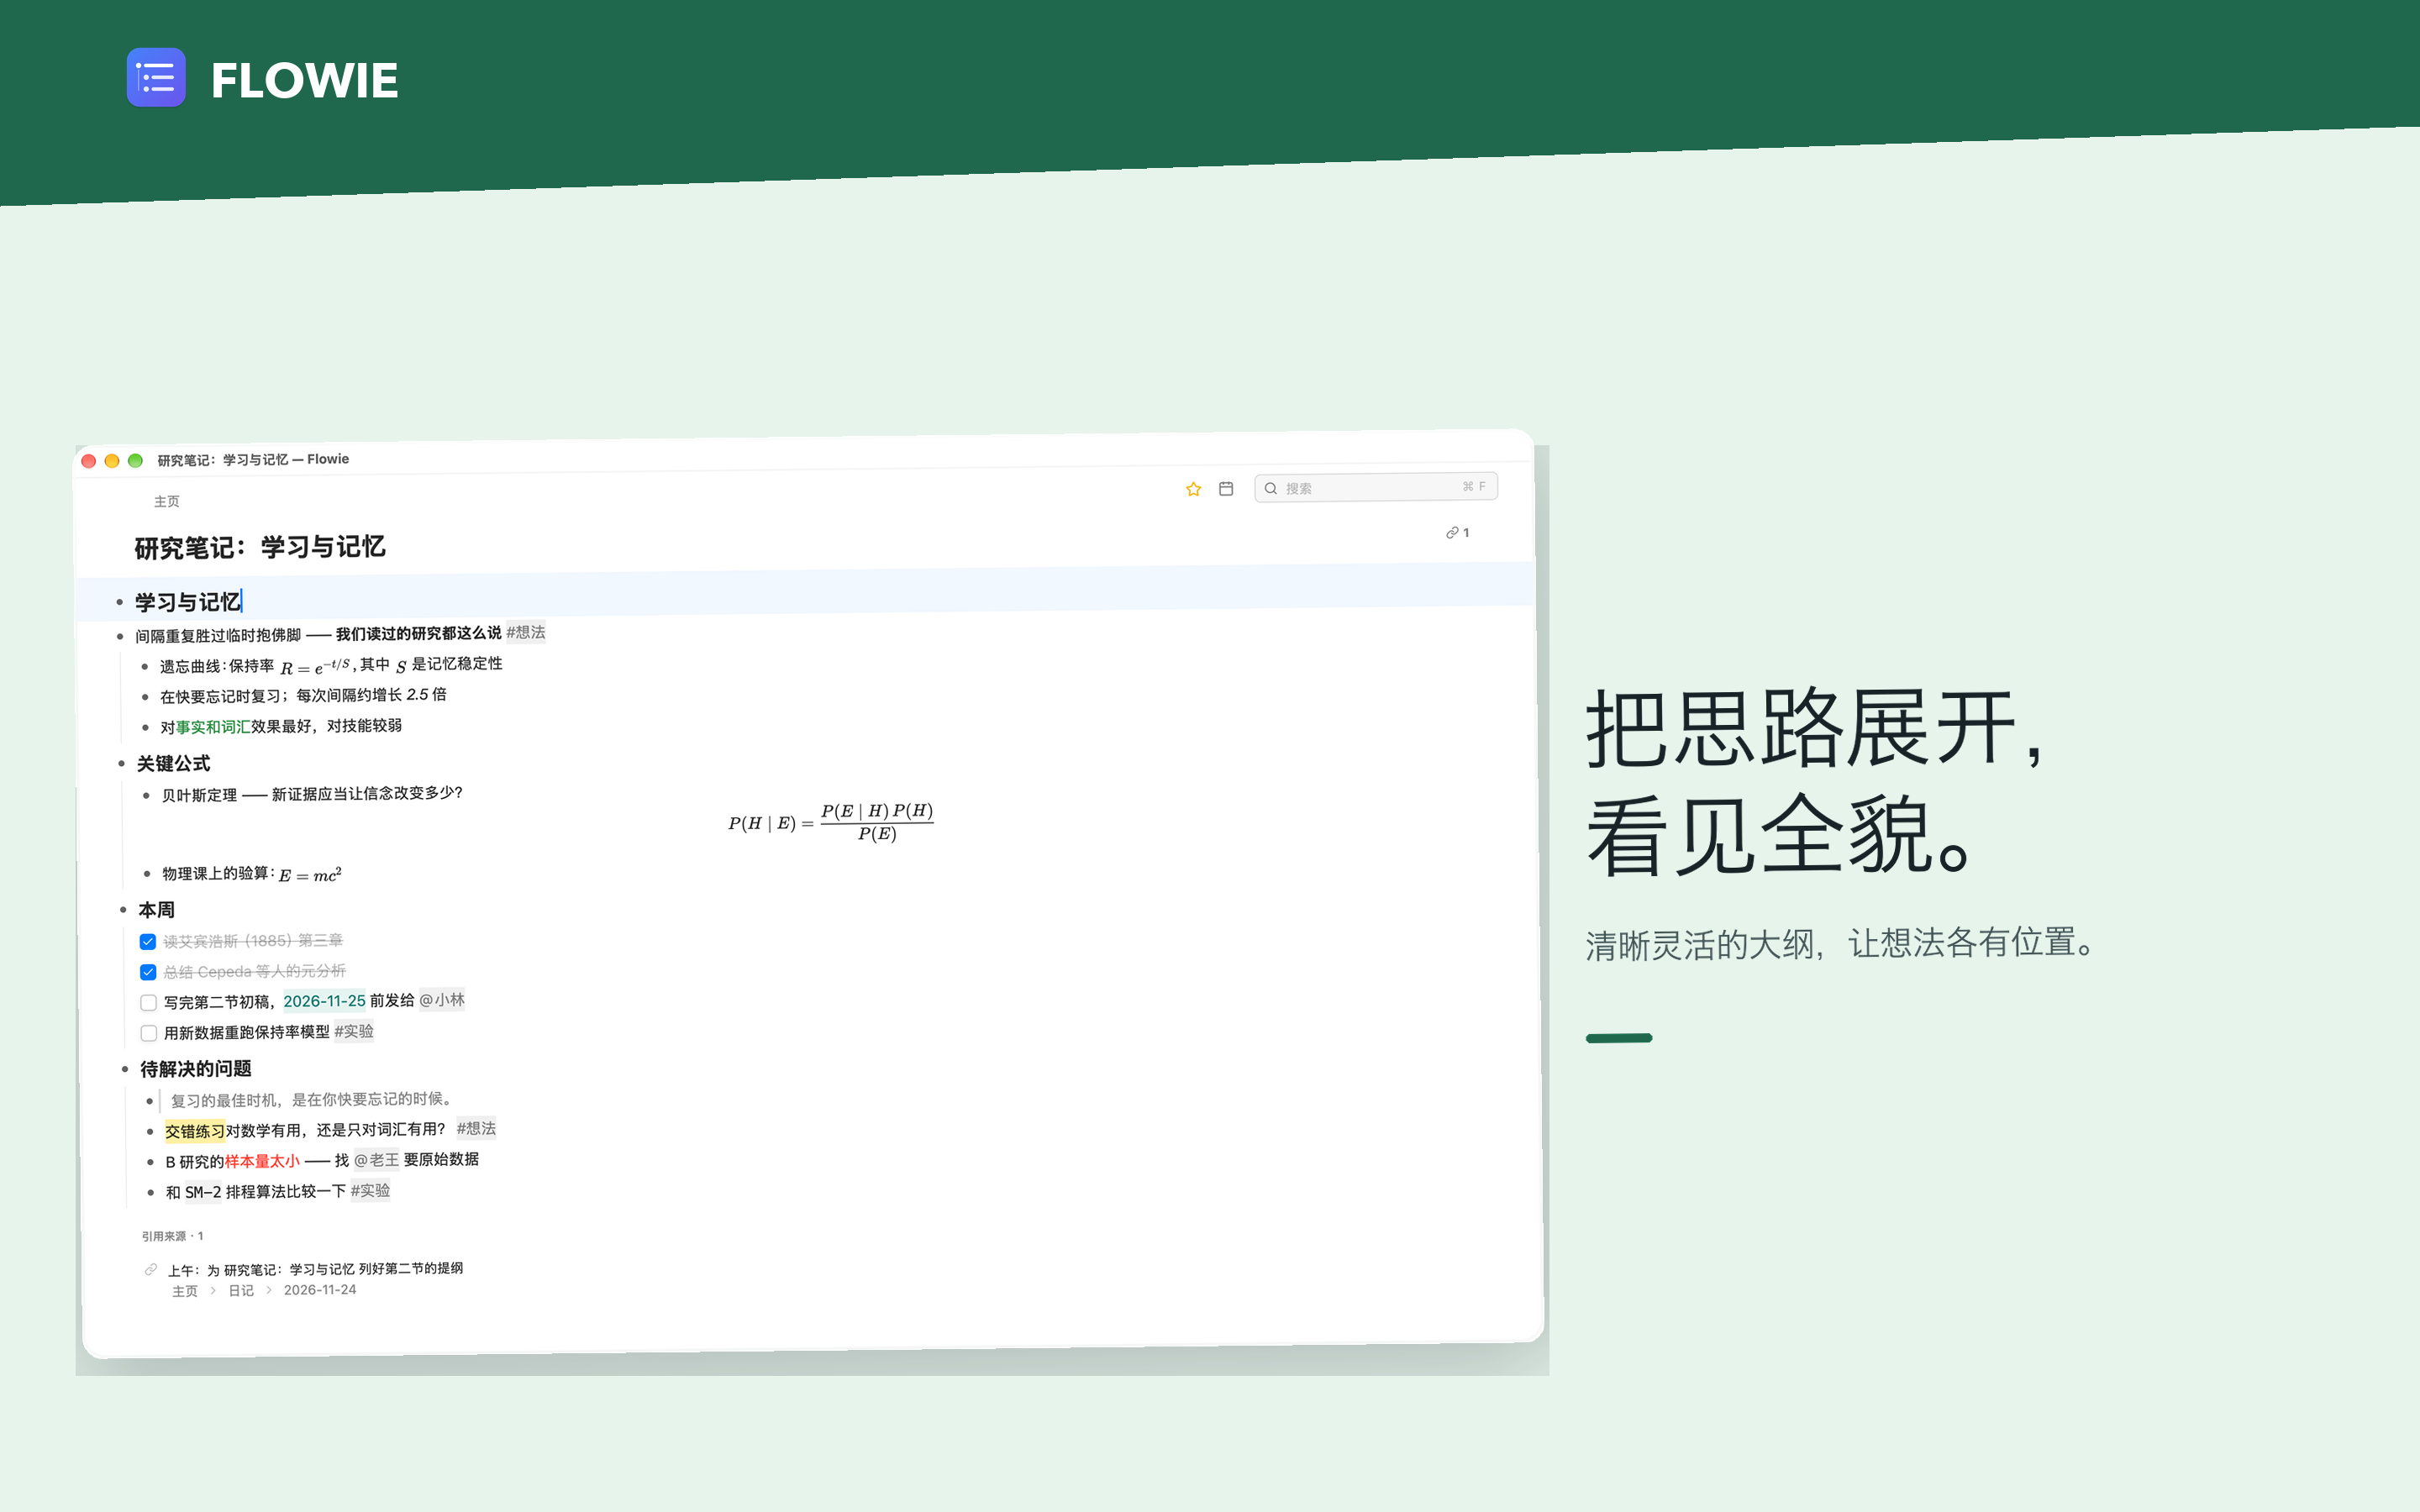 FLOWIE
研究笔记：学习与记忆 — Flowie
主页
搜索 ⌘ F
研究笔记：学习与记忆
1
学习与记忆
间隔重复胜过临时抱佛脚 —— 我们读过的研究都这么说 #想法
遗忘曲线：保持率 R = e^{-t/S}，其中 S 是记忆稳定性
在快要忘记时复习；每次间隔约增长 2.5 倍
对事实和词汇效果最好，对技能较弱
关键公式
贝叶斯定理 —— 新证据应当让信念改变多少？
P(H | E) = P(E | H) P(H) / P(E)
物理课上的验算：E = mc²
本周
读艾宾浩斯（1885）第三章
总结 Cepeda 等人的元分析
写完第二节初稿，2026-11-25 前发给 @小林
用新数据重跑保持率模型 #实验
待解决的问题
复习的最佳时机，是在你快要忘记的时候。
交错练习对数学有用，还是只对词汇有用？ #想法
B 研究的样本量太小 —— 找 @老王 要原始数据
和 SM-2 排程算法比较一下 #实验
引用来源 · 1
上午：为 研究笔记：学习与记忆 列好第二节的提纲
主页 > 日记 > 2026-11-24
把思路展开，
看见全貌。
清晰灵活的大纲，让想法各有位置。